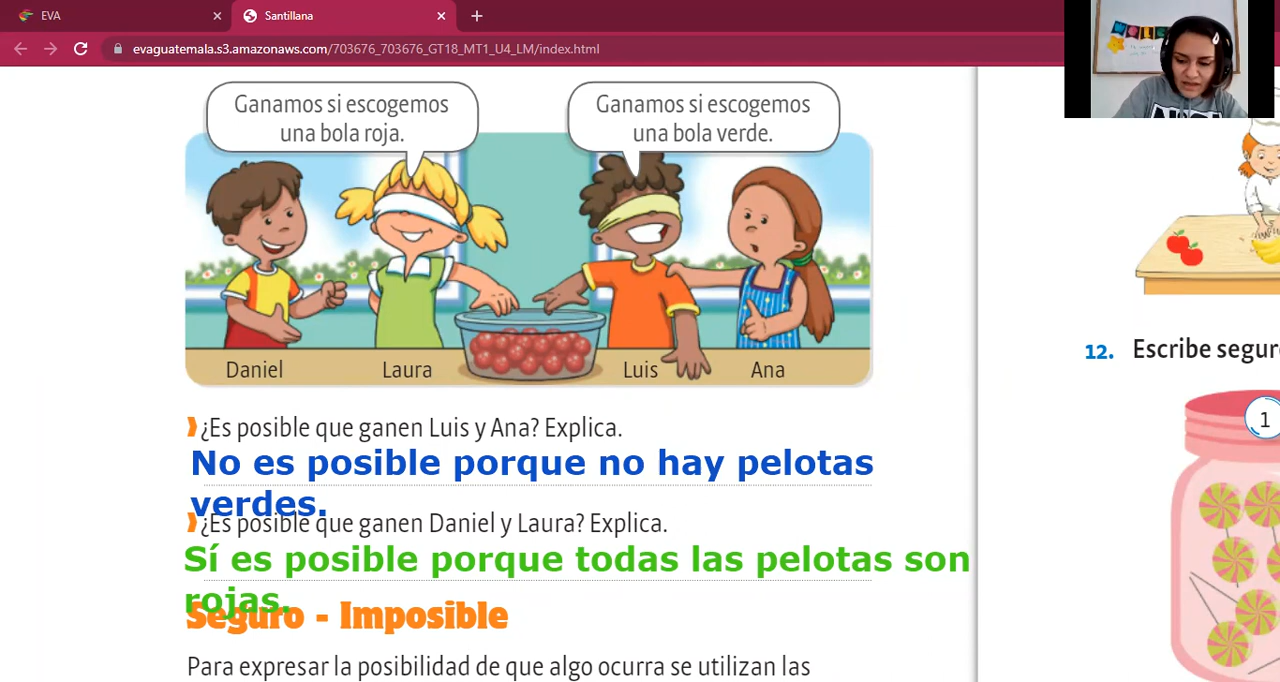 EVA
Santillana
evaguatemala.s3.amazonaws.com/703676_703676_GT18_MT1_U4_LM/index.html
Ganamos si escogemos
una bola roja.
Ganamos si escogemos
una bola verde.
Daniel
Laura
Luis
Ana
¿Es posible que ganen Luis y Ana? Explica.
No es posible porque no hay pelotas
verdes.
¿Es posible que ganen Daniel y Laura? Explica.
Sí es posible porque todas las pelotas son
rojas.
Seguro - Imposible
Para expresar la posibilidad de que algo ocurra se utilizan las
12. Escribe segur
1